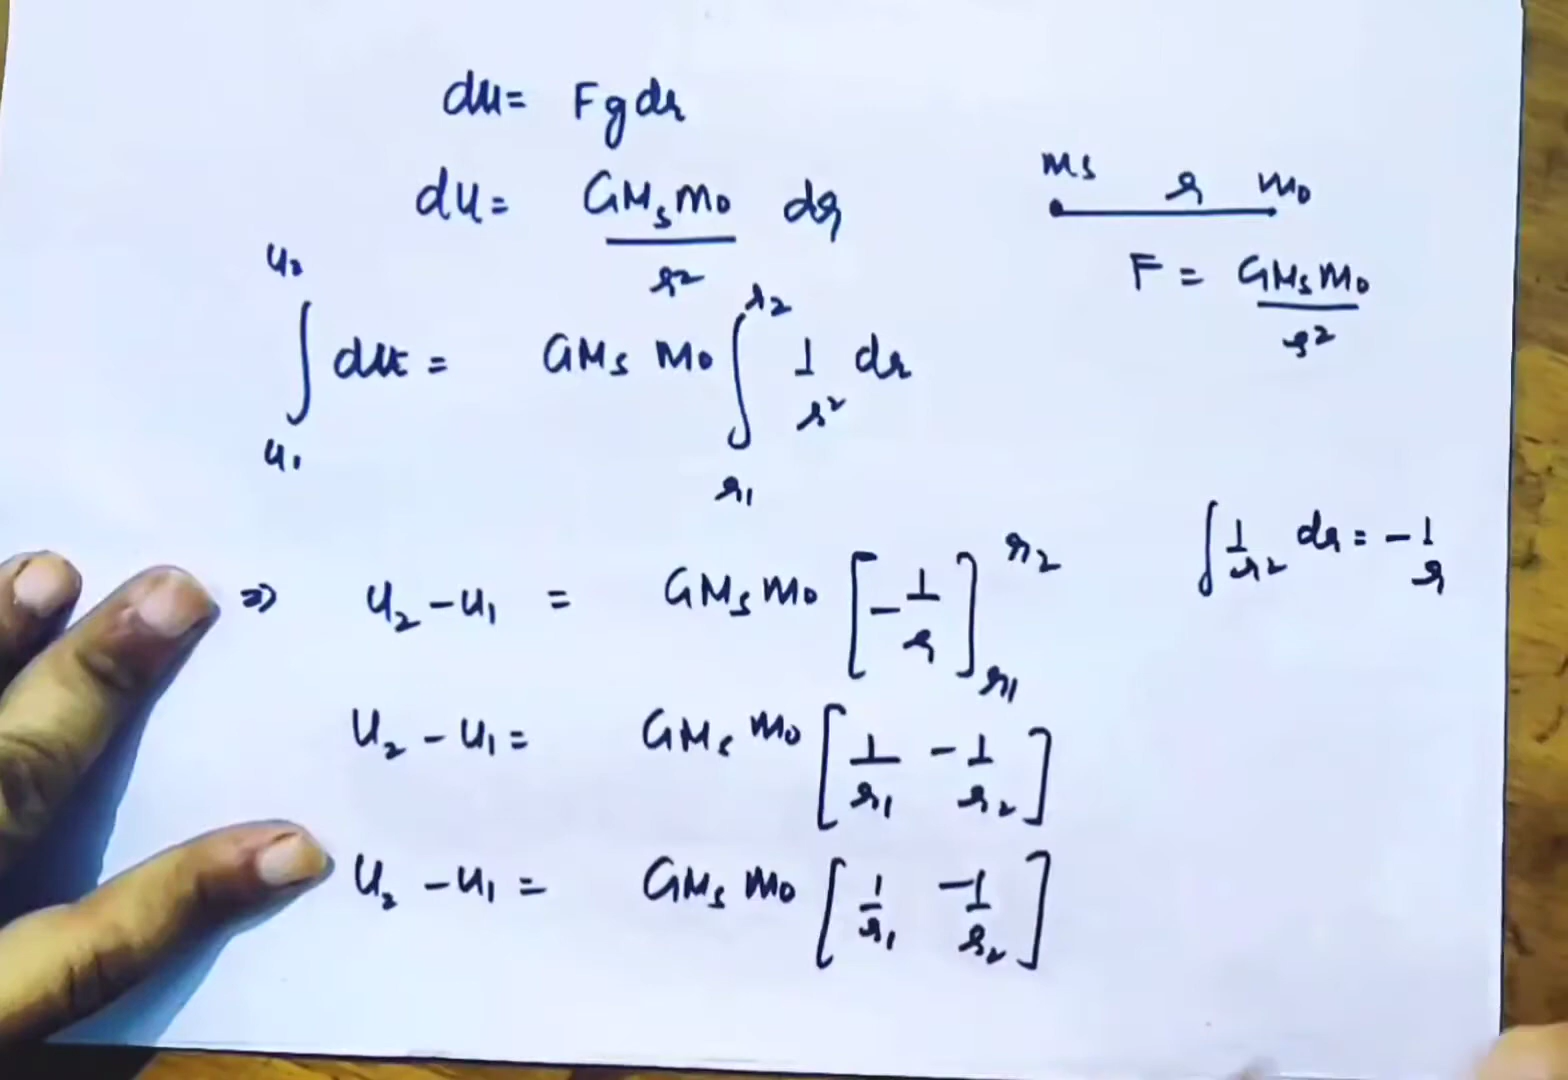 du = Fg dr
du = GMsmo/r² dr
ms r mo
F = GMsmo/r²
∫_{u1}^{u2} du = GMs mo ∫_{r1}^{r2} 1/r² dr
∫ 1/r² dr = -1/r
⇒ U2 - U1 = GMs mo [-1/r]_{r1}^{r2}
U2 - U1 = GMs mo [1/r1 - 1/r2]
U2 - U1 = GMs mo [1/r1 - 1/r2]